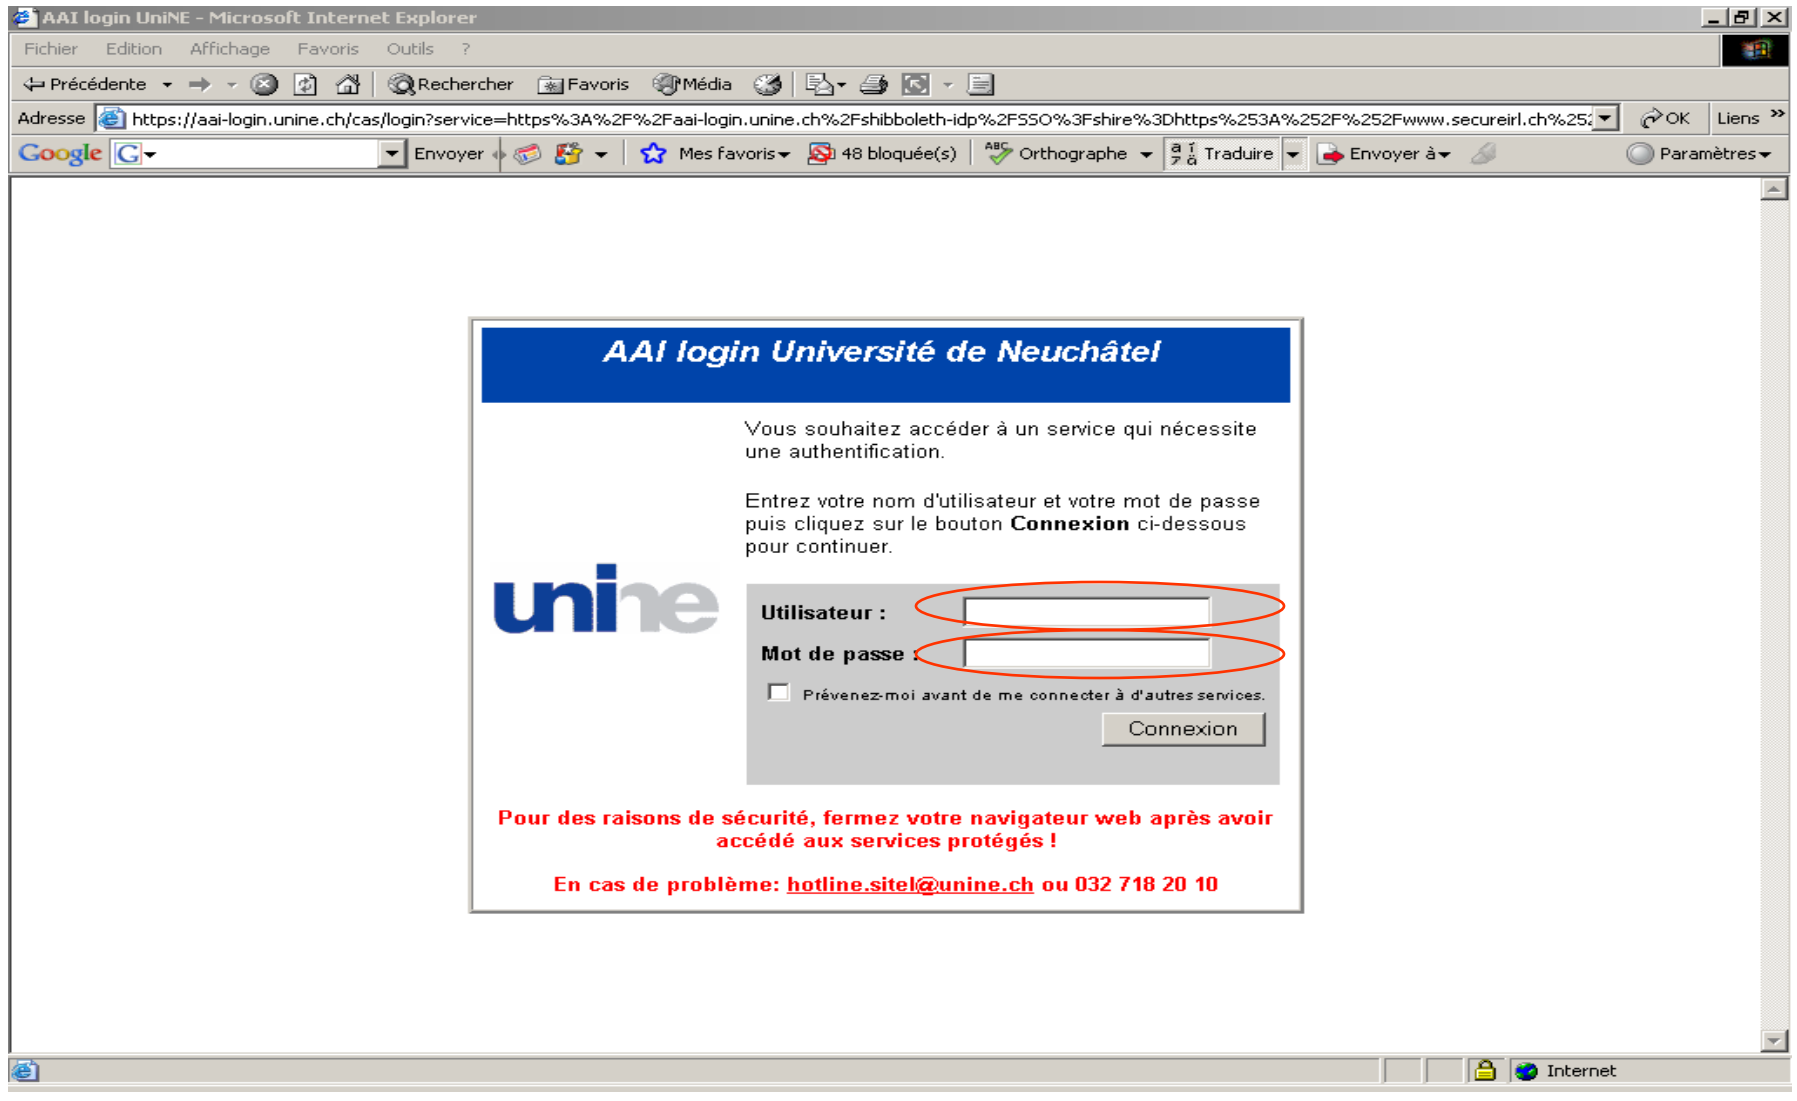 AAI login UniNE - Microsoft Internet Explorer
Fichier Edition Affichage Favoris Outils ?
Précédente Rechercher Favoris Média
Adresse https://aai-login.unine.ch/cas/login?service=https%3A%2F%2Faai-login.unine.ch%2Fshibboleth-idp%2FSSO%3Fshire%3Dhttps%253A%252F%252Fwww.secureirl.ch%252 OK Liens »
Google G Envoyer Mes favoris 48 bloquée(s) ABC Orthographe Traduire Envoyer à Paramètres
AAI login Université de Neuchâtel
Vous souhaitez accéder à un service qui nécessite
une authentification.
Entrez votre nom d'utilisateur et votre mot de passe
puis cliquez sur le bouton Connexion ci-dessous
pour continuer.
unine
Utilisateur :
Mot de passe :
Prévenez-moi avant de me connecter à d'autres services.
Connexion
Pour des raisons de sécurité, fermez votre navigateur web après avoir
accédé aux services protégés !
En cas de problème: hotline.sitel@unine.ch ou 032 718 20 10
Internet